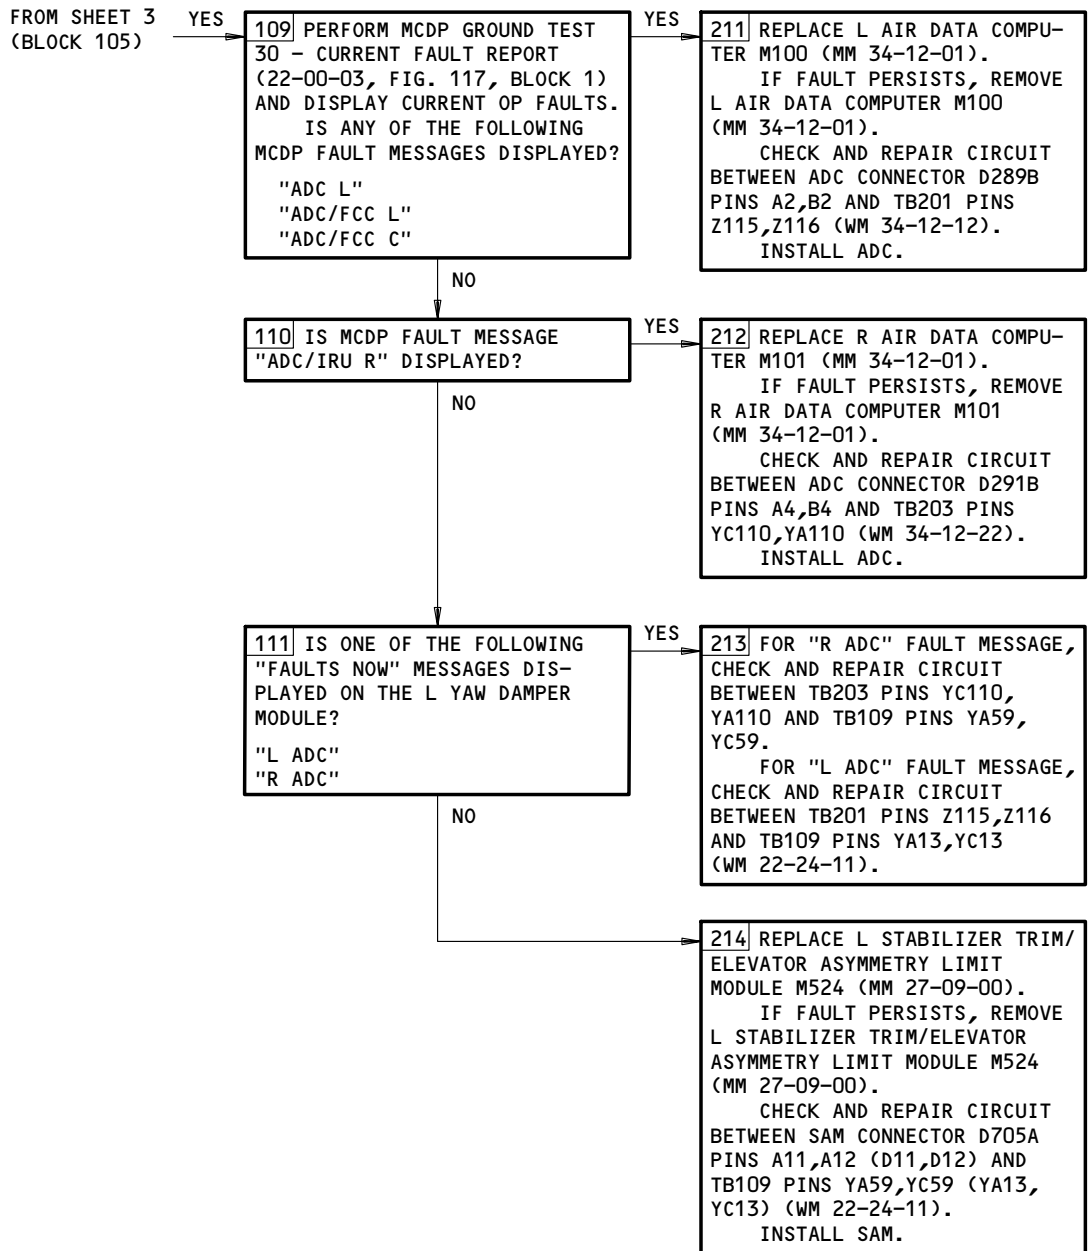 FROM SHEET 3
(BLOCK 105)
YES
109 PERFORM MCDP GROUND TEST
30 - CURRENT FAULT REPORT
(22-00-03, FIG. 117, BLOCK 1)
AND DISPLAY CURRENT OP FAULTS.
IS ANY OF THE FOLLOWING
MCDP FAULT MESSAGES DISPLAYED?
"ADC L"
"ADC/FCC L"
"ADC/FCC C"
YES
211 REPLACE L AIR DATA COMPU-
TER M100 (MM 34-12-01).
IF FAULT PERSISTS, REMOVE
L AIR DATA COMPUTER M100
(MM 34-12-01).
CHECK AND REPAIR CIRCUIT
BETWEEN ADC CONNECTOR D289B
PINS A2,B2 AND TB201 PINS
Z115,Z116 (WM 34-12-12).
INSTALL ADC.
NO
110 IS MCDP FAULT MESSAGE
"ADC/IRU R" DISPLAYED?
YES
212 REPLACE R AIR DATA COMPU-
TER M101 (MM 34-12-01).
IF FAULT PERSISTS, REMOVE
R AIR DATA COMPUTER M101
(MM 34-12-01).
CHECK AND REPAIR CIRCUIT
BETWEEN ADC CONNECTOR D291B
PINS A4,B4 AND TB203 PINS
YC110,YA110 (WM 34-12-22).
INSTALL ADC.
NO
111 IS ONE OF THE FOLLOWING
"FAULTS NOW" MESSAGES DIS-
PLAYED ON THE L YAW DAMPER
MODULE?
"L ADC"
"R ADC"
YES
213 FOR "R ADC" FAULT MESSAGE,
CHECK AND REPAIR CIRCUIT
BETWEEN TB203 PINS YC110,
YA110 AND TB109 PINS YA59,
YC59.
FOR "L ADC" FAULT MESSAGE,
CHECK AND REPAIR CIRCUIT
BETWEEN TB201 PINS Z115,Z116
AND TB109 PINS YA13,YC13
(WM 22-24-11).
NO
214 REPLACE L STABILIZER TRIM/
ELEVATOR ASYMMETRY LIMIT
MODULE M524 (MM 27-09-00).
IF FAULT PERSISTS, REMOVE
L STABILIZER TRIM/ELEVATOR
ASYMMETRY LIMIT MODULE M524
(MM 27-09-00).
CHECK AND REPAIR CIRCUIT
BETWEEN SAM CONNECTOR D705A
PINS A11,A12 (D11,D12) AND
TB109 PINS YA59,YC59 (YA13,
YC13) (WM 22-24-11).
INSTALL SAM.